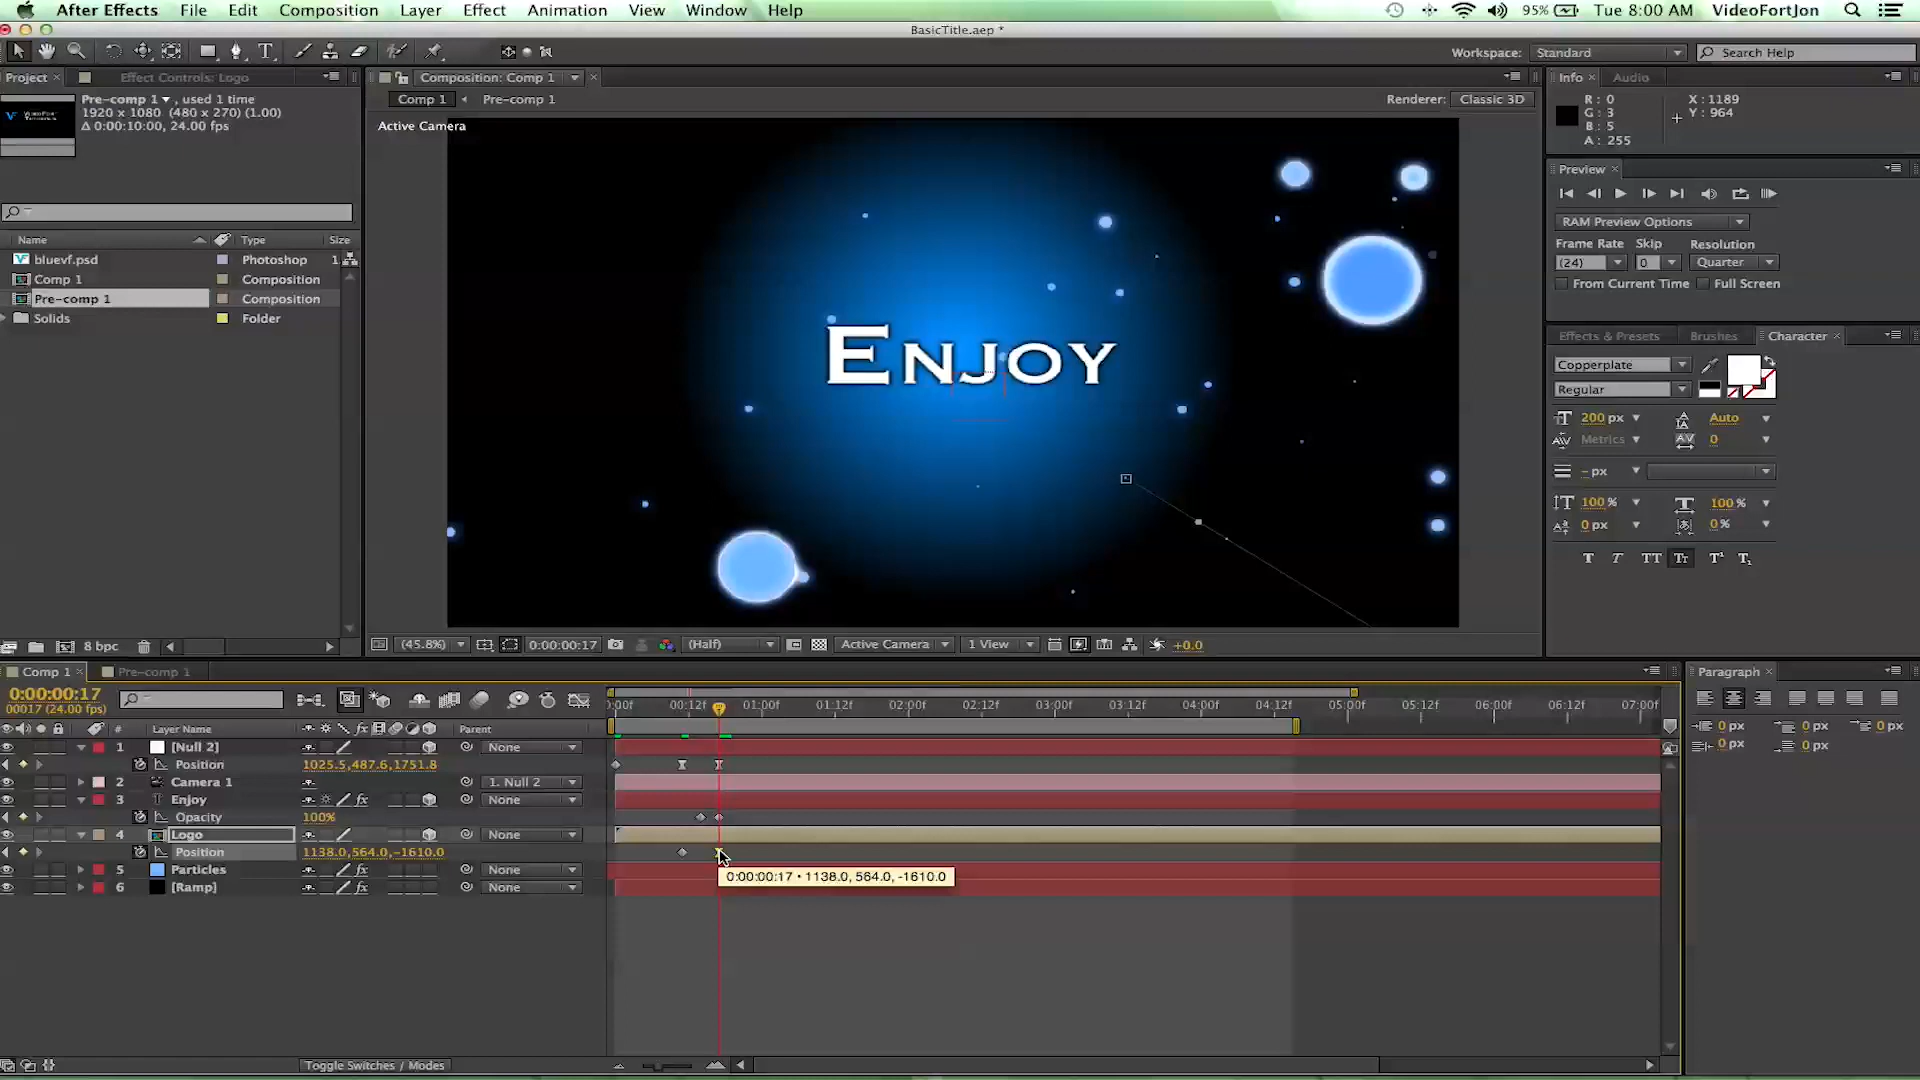 After Effects File Edit Composition Layer Effect Animation View Window Help 95% Tue 8:00 AM VideoFortJon
BasicTitle.aep *
Workspace: Standard Search Help
Project Effect Controls: Logo Composition: Comp 1 Info Audio
Pre-comp 1 , used 1 time
1920 x 1080 (480 x 270) (1.00)
Δ 0:00:10:00, 24.00 fps
Comp 1 Pre-comp 1 Renderer: Classic 3D
Active Camera
R: 0 X: 1189
G: 3 Y: 964
B: 5
A: 255
Preview
RAM Preview Options
Frame Rate Skip Resolution
(24) 0 Quarter
From Current Time Full Screen
Name Type Size
bluevf.psd Photoshop 1
Comp 1 Composition
Pre-comp 1 Composition
Solids Folder
Enjoy
Effects & Presets Brushes Character
Copperplate
Regular
200 px Auto
Metrics 0
- px
100 % 100 %
0 px 0 %
T T TT Tr T¹ T₁
8 bpc (45.8%) 0:00:00:17 (Half) Active Camera 1 View +0.0
Comp 1 Pre-comp 1 Paragraph
0:00:00:17
00017 (24.00 fps)
0:00f 00:12f 01:00f 01:12f 02:00f 02:12f 03:00f 03:12f 04:00f 04:12f 05:00f 05:12f 06:00f 06:12f 07:00f
# Layer Name Parent
0 px 0 px 0 px
0 px 0 px
1 [Null 2] None
Position 1025.5,487.6,1751.8
2 Camera 1 1. Null 2
3 Enjoy None
Opacity 100%
4 Logo None
Position 1138.0,564.0,-1610.0
5 Particles None
0:00:00:17 • 1138.0, 564.0, -1610.0
6 [Ramp] None
Toggle Switches / Modes